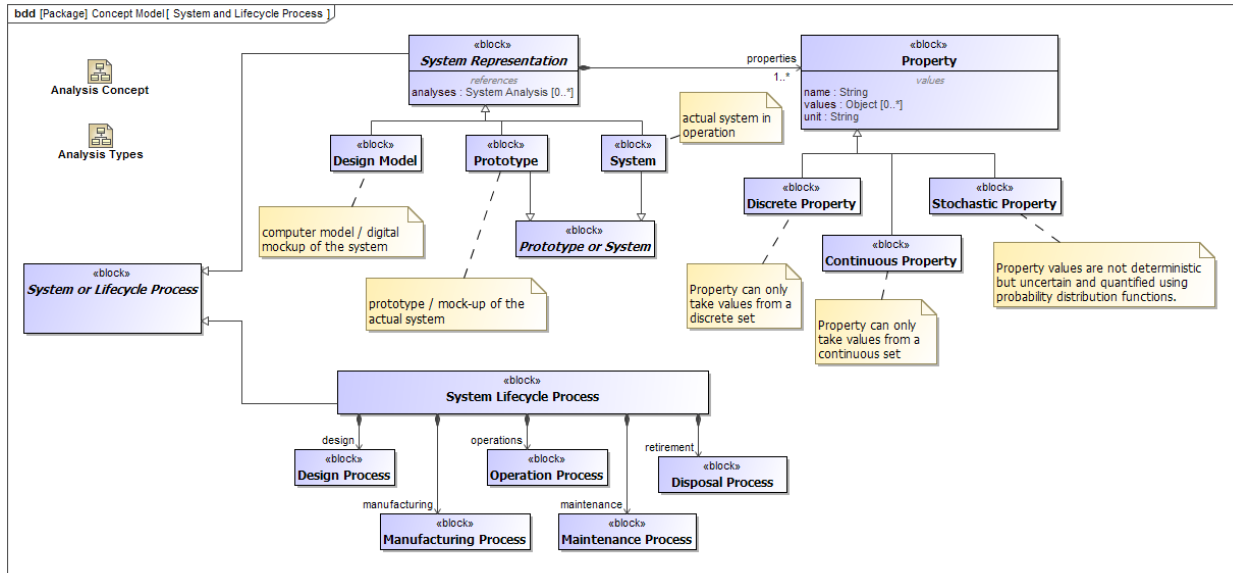 bdd [Package] Concept Model[ System and Lifecycle Process ]
Analysis Concept
Analysis Types
«block»
System Representation
references
analyses : System Analysis [0..*]
properties
1..*
«block»
Property
values
name : String
values : Object [0..*]
unit : String
actual system in
operation
«block»
Design Model
«block»
Prototype
«block»
System
computer model / digital
mockup of the system
«block»
Prototype or System
prototype / mock-up of the
actual system
«block»
Discrete Property
«block»
Stochastic Property
«block»
Continuous Property
Property can only
take values from a
discrete set
Property can only
take values from a
continuous set
Property values are not deterministic
but uncertain and quantified using
probability distribution functions.
«block»
System or Lifecycle Process
«block»
System Lifecycle Process
design
«block»
Design Process
manufacturing
«block»
Manufacturing Process
operations
«block»
Operation Process
maintenance
«block»
Maintenance Process
retirement
«block»
Disposal Process